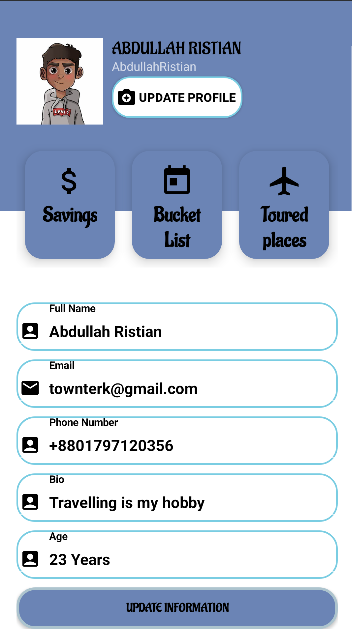 ABDULLAH RISTIAN
AbdullahRistian
UPDATE PROFILE
Savings
Bucket
List
Toured
places
Full Name
Abdullah Ristian
Email
townterk@gmail.com
Phone Number
+8801797120356
Bio
Travelling is my hobby
Age
23 Years
UPDATE INFORMATION